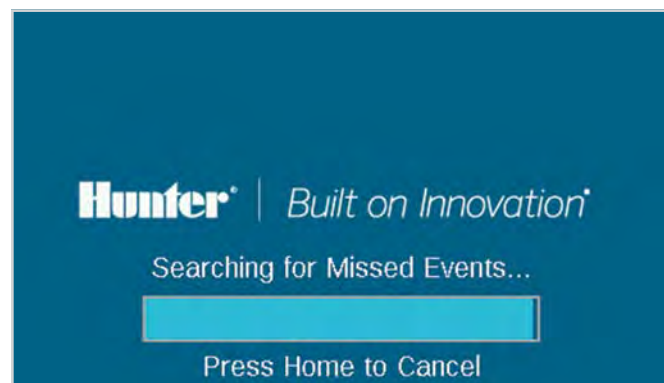 Hunter® | Built on Innovation®
Searching for Missed Events...
Press Home to Cancel